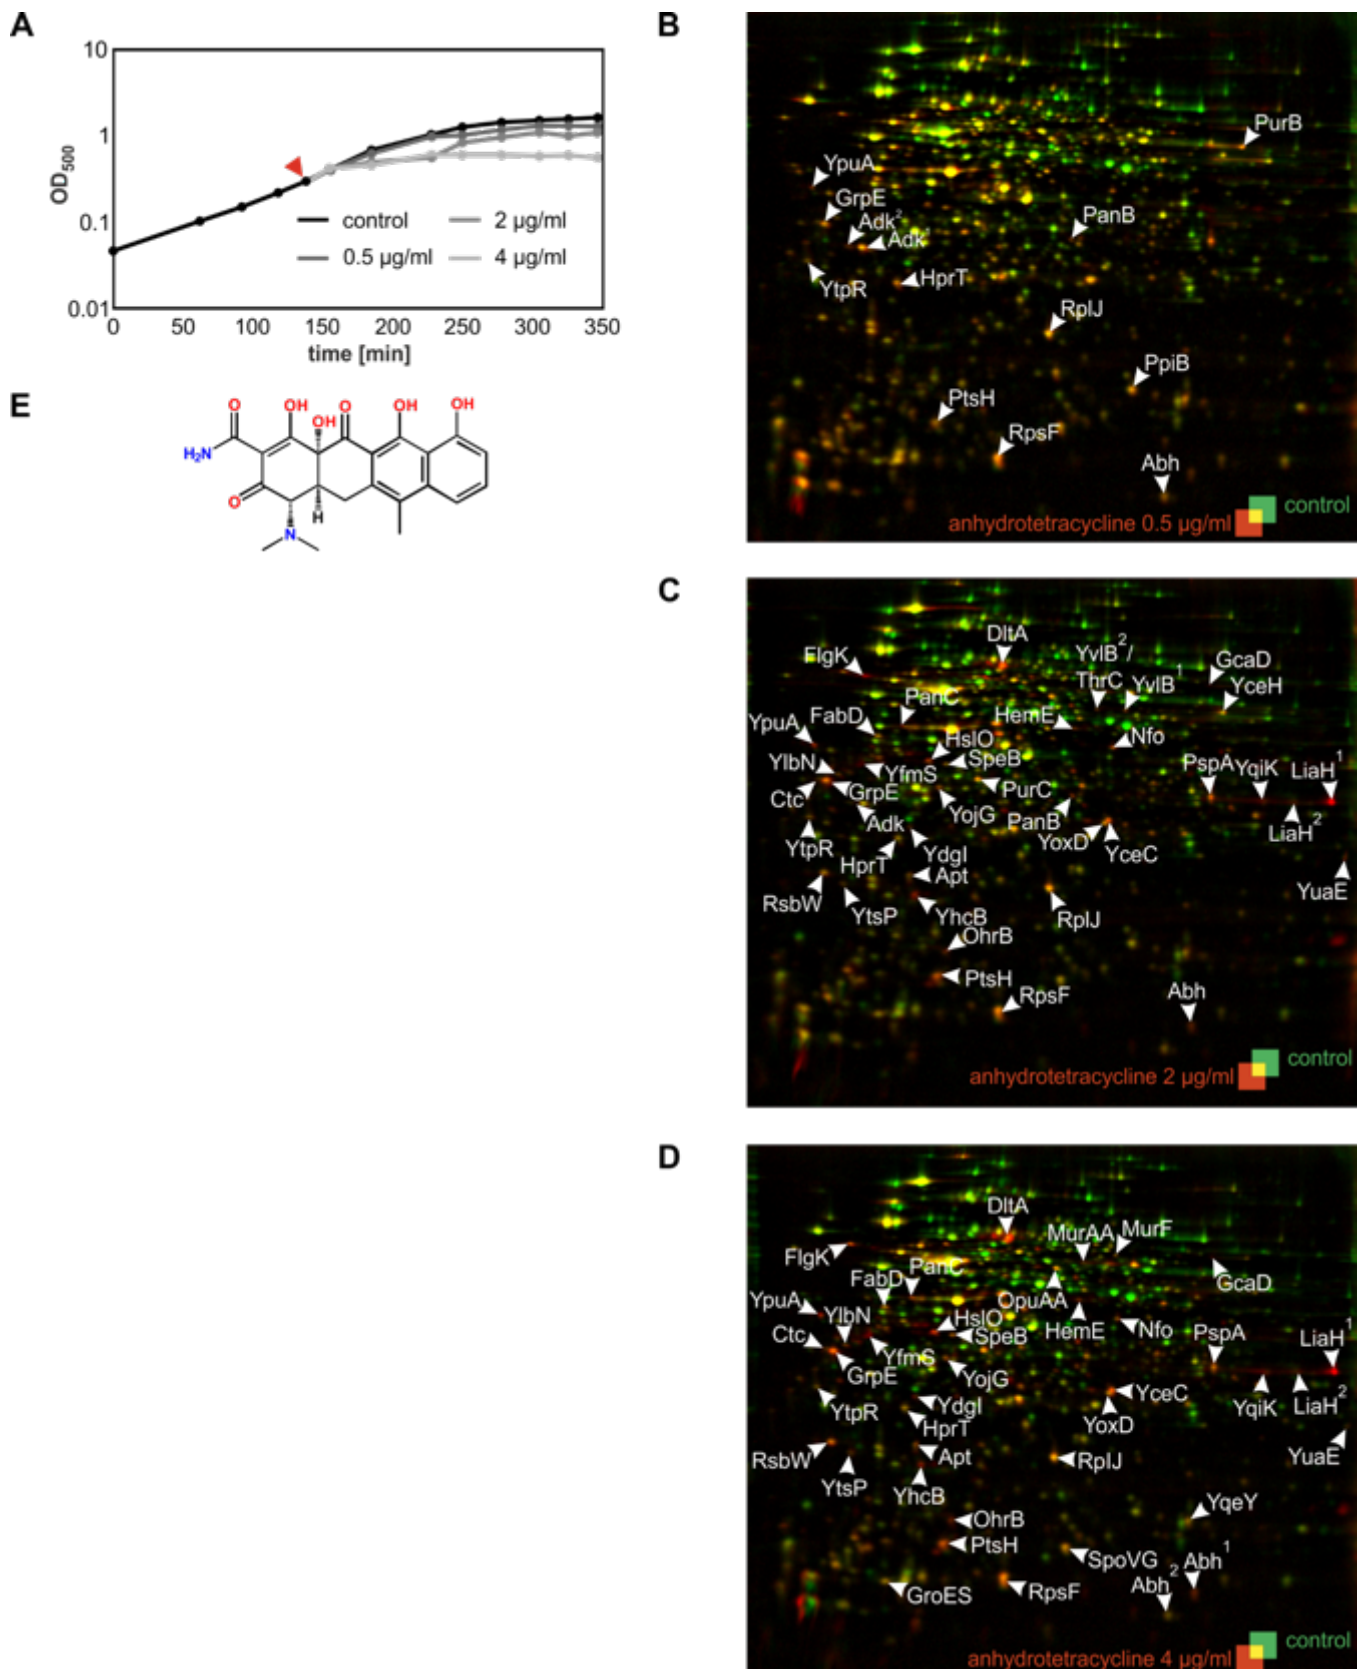 A
10
1
0.1
0.01
OD500
control
0.5 µg/ml
2 µg/ml
4 µg/ml
0 50 100 150 200 250 300 350
time [min]
E
O OH O OH OH
OH
H2N
O
H
N
B
PurB
YpuA
GrpE
Adk2
Adk1
PanB
YtpR
HprT
RplJ
PpiB
PtsH
RpsF
Abh
control
anhydrotetracycline 0.5 µg/ml
C
DltA
FlgK
YvlB2/
ThrC
YvlB1
GcaD
YceH
PanC
FabD
HemE
YpuA
HslO
Nfo
SpeB
YlbN
YfmS
PspA
YqiK
LiaH1
Ctc
GrpE
PurC
YojG
Adk
PanB
LiaH2
YoxD
YtpR
HprT
YdgI
YceC
Apt
YuaE
RsbW
YtsP
YhcB
RplJ
OhrB
PtsH
RpsF
Abh
control
anhydrotetracycline 2 µg/ml
D
DltA
MurAA
MurF
FlgK
PanC
FabD
GcaD
OpuAA
YpuA
YlbN
HslO
HemE
Nfo
SpeB
PspA
LiaH1
Ctc
YfmS
GrpE
YojG
YceC
YtpR
YdgI
YqiK
LiaH2
HprT
YoxD
RsbW
Apt
RplJ
YuaE
YtsP
YhcB
YqeY
OhrB
PtsH
SpoVG
Abh1
Abh2
GroES
RpsF
control
anhydrotetracycline 4 µg/ml